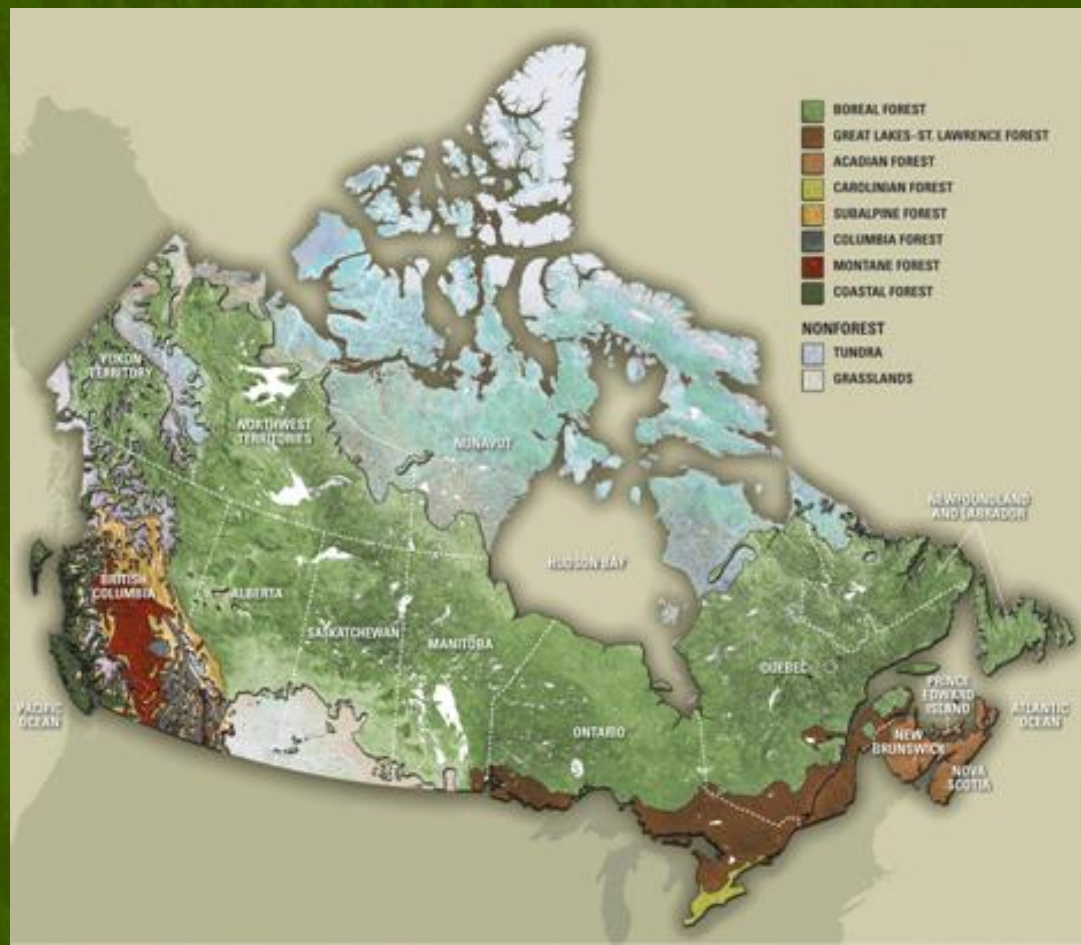 BOREAL FOREST
GREAT LAKES–ST. LAWRENCE FOREST
ACADIAN FOREST
CAROLINIAN FOREST
SUBALPINE FOREST
COLUMBIA FOREST
MONTANE FOREST
COASTAL FOREST
NONFOREST
TUNDRA
GRASSLANDS
YUKON
TERRITORY
NORTHWEST
TERRITORIES
NUNAVUT
NEWFOUNDLAND
AND LABRADOR
HUDSON BAY
BRITISH
COLUMBIA
ALBERTA
SASKATCHEWAN
MANITOBA
QUEBEC
PRINCE
EDWARD
ISLAND
PACIFIC
OCEAN
ATLANTIC
OCEAN
ONTARIO
NEW
BRUNSWICK
NOVA
SCOTIA